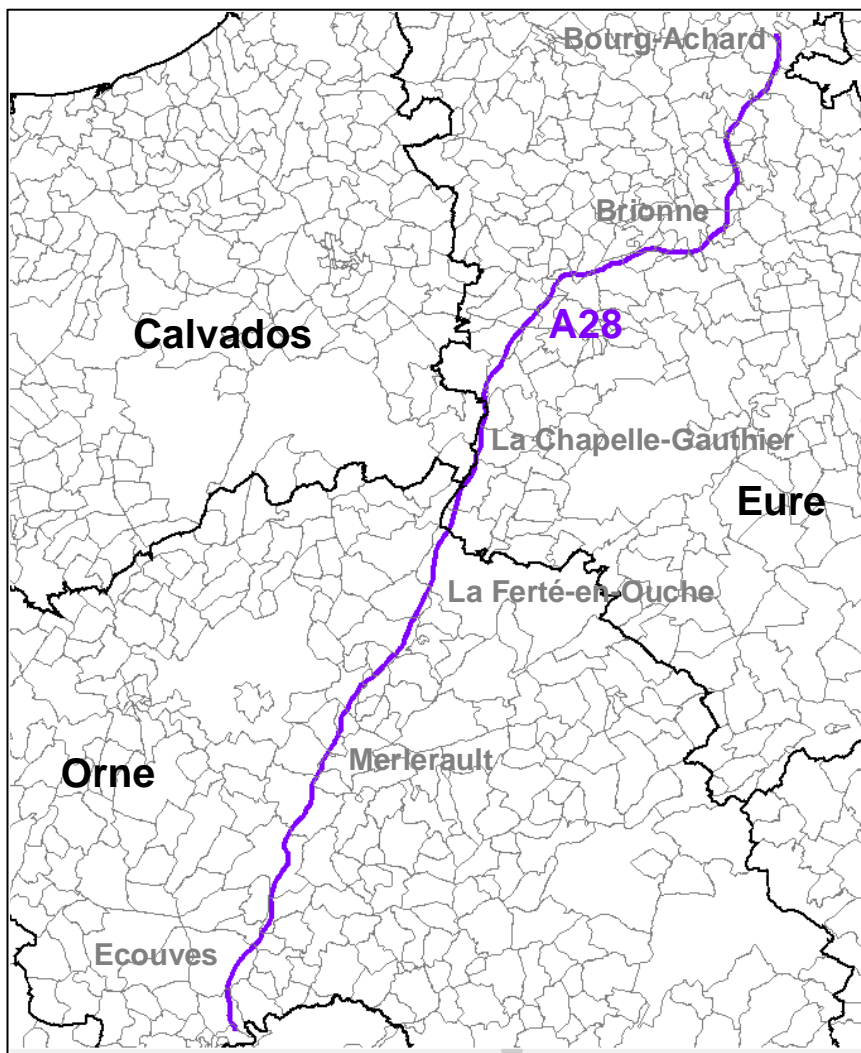 Bourg-Achard
Brionne
A28
Calvados
La Chapelle-Gauthier
Eure
La Ferté-en-Ouche
Merlerault
Orne
Ecouves